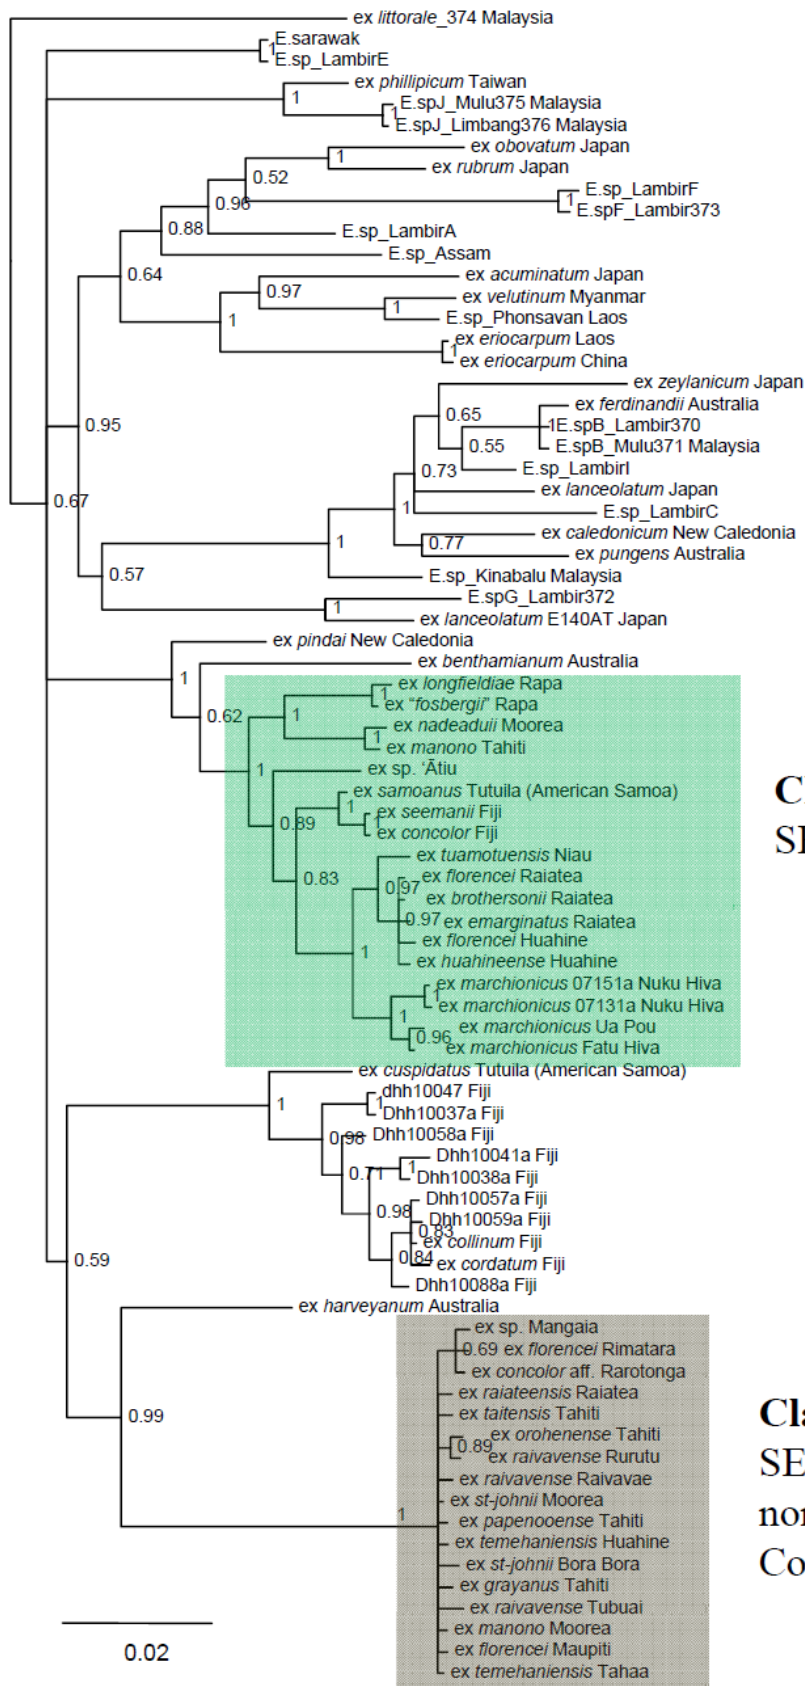 ex littorale_374 Malaysia
E.sarawak
1
E.sp_LambirE
ex phillipicum Taiwan
1
E.spJ_Mulu375 Malaysia
1
E.spJ_Limbang376 Malaysia
ex obovatum Japan
1
ex rubrum Japan
0.52
E.sp_LambirF
1
0.96
E.spF_Lambir373
0.88
E.sp_LambirA
E.sp_Assam
0.64
ex acuminatum Japan
0.97
ex velutinum Myanmar
1
1
E.sp_Phonsavan Laos
ex eriocarpum Laos
1
ex eriocarpum China
ex zeylanicum Japan
ex ferdinandii Australia
0.65
0.95
1E.spB_Lambir370
0.55
E.spB_Mulu371 Malaysia
0.73
E.sp_LambirI
ex lanceolatum Japan
0.67
1
E.sp_LambirC
ex caledonicum New Caledonia
1
0.77
ex pungens Australia
0.57
E.sp_Kinabalu Malaysia
E.spG_Lambir372
1
ex lanceolatum E140AT Japan
ex pindai New Caledonia
1
ex benthamianum Australia
ex longfieldiae Rapa
1
ex "fosbergii" Rapa
0.62
1
ex nadeaduii Moorea
1
ex manono Tahiti
1
ex sp. ‘Ātiu
ex samoanus Tutuila (American Samoa)
1
ex seemanii Fiji
0.89
1
ex concolor Fiji
ex tuamotuensis Niau
0.83
ex florencei Raiatea
0.97
ex brothersonii Raiatea
0.97
ex emarginatus Raiatea
ex florencei Huahine
1
ex huahineense Huahine
ex marchionicus 07151a Nuku Hiva
1
ex marchionicus 07131a Nuku Hiva
1
ex marchionicus Ua Pou
0.96
ex marchionicus Fatu Hiva
Cl
ex cuspidatus Tutuila (American Samoa)
dhh10047 Fiji
1
1
Dhh10037a Fiji
Dhh10058a Fiji
0.98
Dhh10041a Fiji
0.71
1
Dhh10038a Fiji
Dhh10057a Fiji
0.98
Dhh10059a Fiji
0.83
ex collinum Fiji
0.84
ex cordatum Fiji
0.59
Dhh10088a Fiji
ex harveyanum Australia
ex sp. Mangaia
0.69
ex florencei Rimatara
ex concolor aff. Rarotonga
ex raiateensis Raiatea
0.99
ex taitensis Tahiti
ex orohenense Tahiti
0.89
ex raivavense Rurutu
ex raivavense Raivavae
ex st-johnii Moorea
1
ex papenooense Tahiti
ex temehaniensis Huahine
ex st-johnii Bora Bora
ex grayanus Tahiti
ex raivavense Tubuai
ex manono Moorea
ex florencei Maupiti
ex temehaniensis Tahaa
Cla
SE
nor
Co
0.02